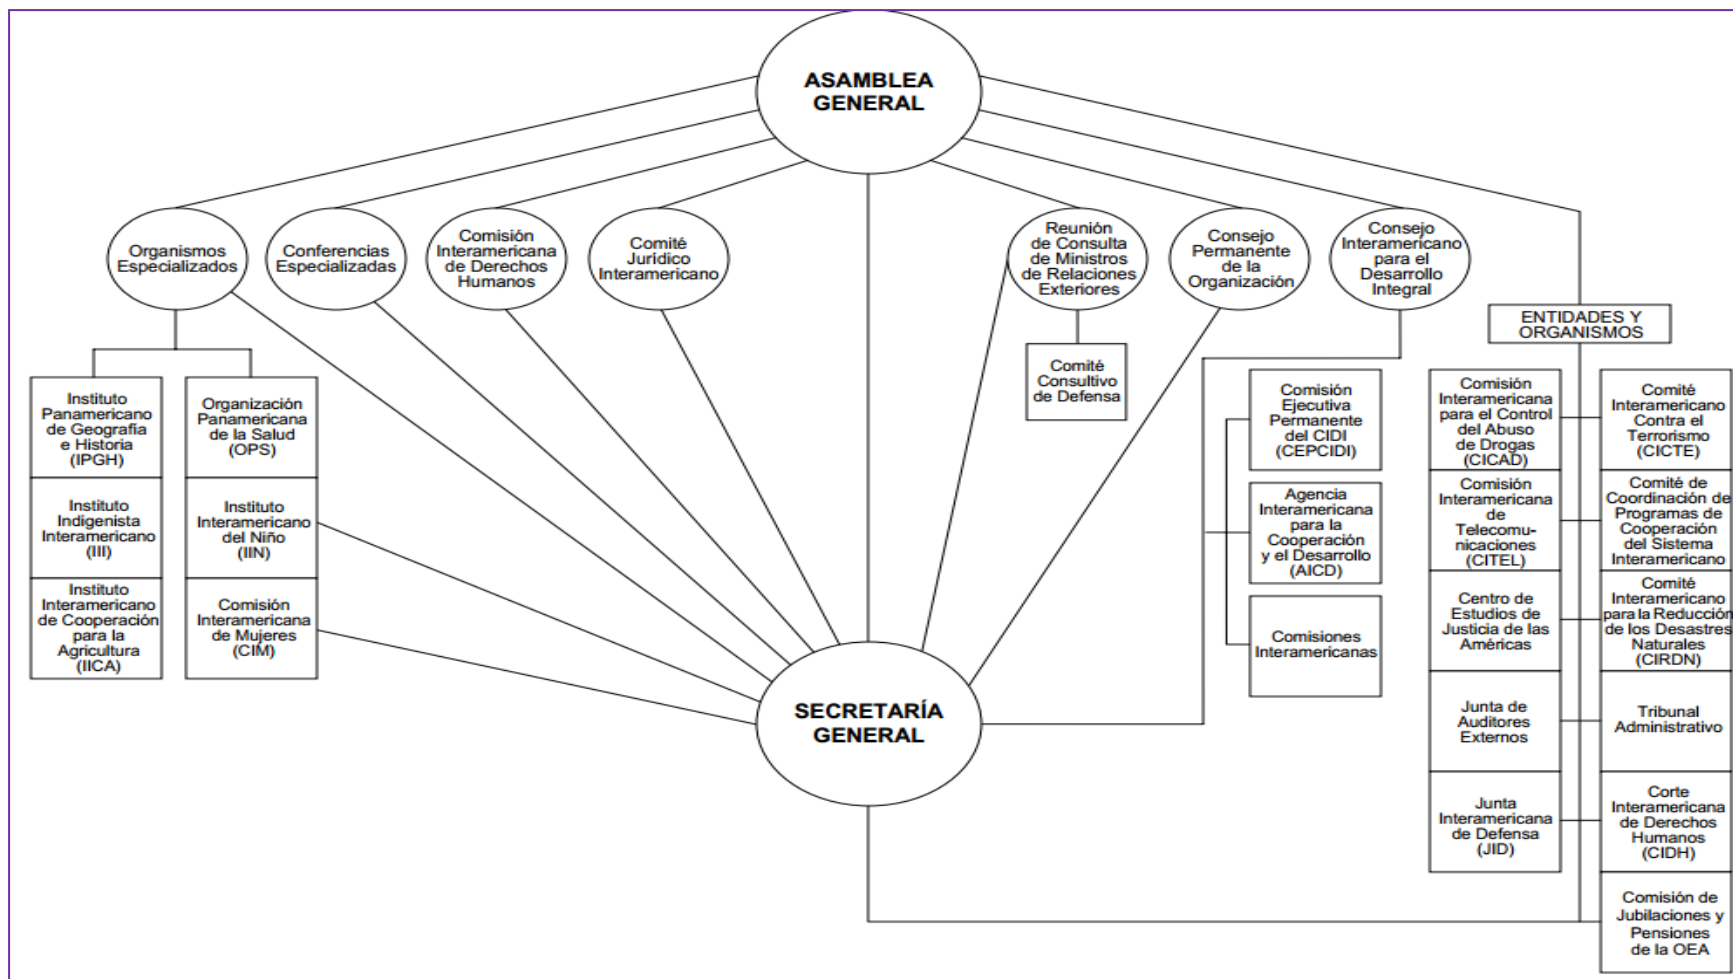 ASAMBLEA
GENERAL
Organismos
Especializados
Conferencias
Especializadas
Comisión
Interamericana
de Derechos
Humanos
Comité
Jurídico
Interamericano
Reunión
de Consulta
de Ministros
de Relaciones
Exteriores
Consejo
Permanente
de la
Organización
Consejo
Interamericano
para el
Desarrollo
Integral
ENTIDADES Y
ORGANISMOS
Comité
Consultivo
de Defensa
Instituto
Panamericano
de Geografía
e Historia
(IPGH)
Organización
Panamericana
de la Salud
(OPS)
Instituto
Indigenista
Interamericano
(III)
Instituto
Interamericano
del Niño
(IIN)
Instituto
Interamericano
de Cooperación
para la
Agricultura
(IICA)
Comisión
Interamericana
de Mujeres
(CIM)
Comisión
Ejecutiva
Permanente
del CIDI
(CEPCIDI)
Agencia
Interamericana
para la
Cooperación
y el Desarrollo
(AICD)
Comisiones
Interamericanas
Comisión
Interamericana
para el Control
del Abuso
de Drogas
(CICAD)
Comité
Interamericano
Contra el
Terrorismo
(CICTE)
Comisión
Interamericana
de
Telecomu-
nicaciones
(CITEL)
Comité de
Coordinación de
Programas de
Cooperación
del Sistema
Interamericano
Centro de
Estudios de
Justicia de las
Américas
Comité
Interamericano
para la Reducción
de los Desastres
Naturales
(CIRDN)
Junta de
Auditores
Externos
Tribunal
Administrativo
Junta
Interamericana
de Defensa
(JID)
Corte
Interamericana
de Derechos
Humanos
(CIDH)
Comisión de
Jubilaciones y
Pensiones
de la OEA
SECRETARÍA
GENERAL